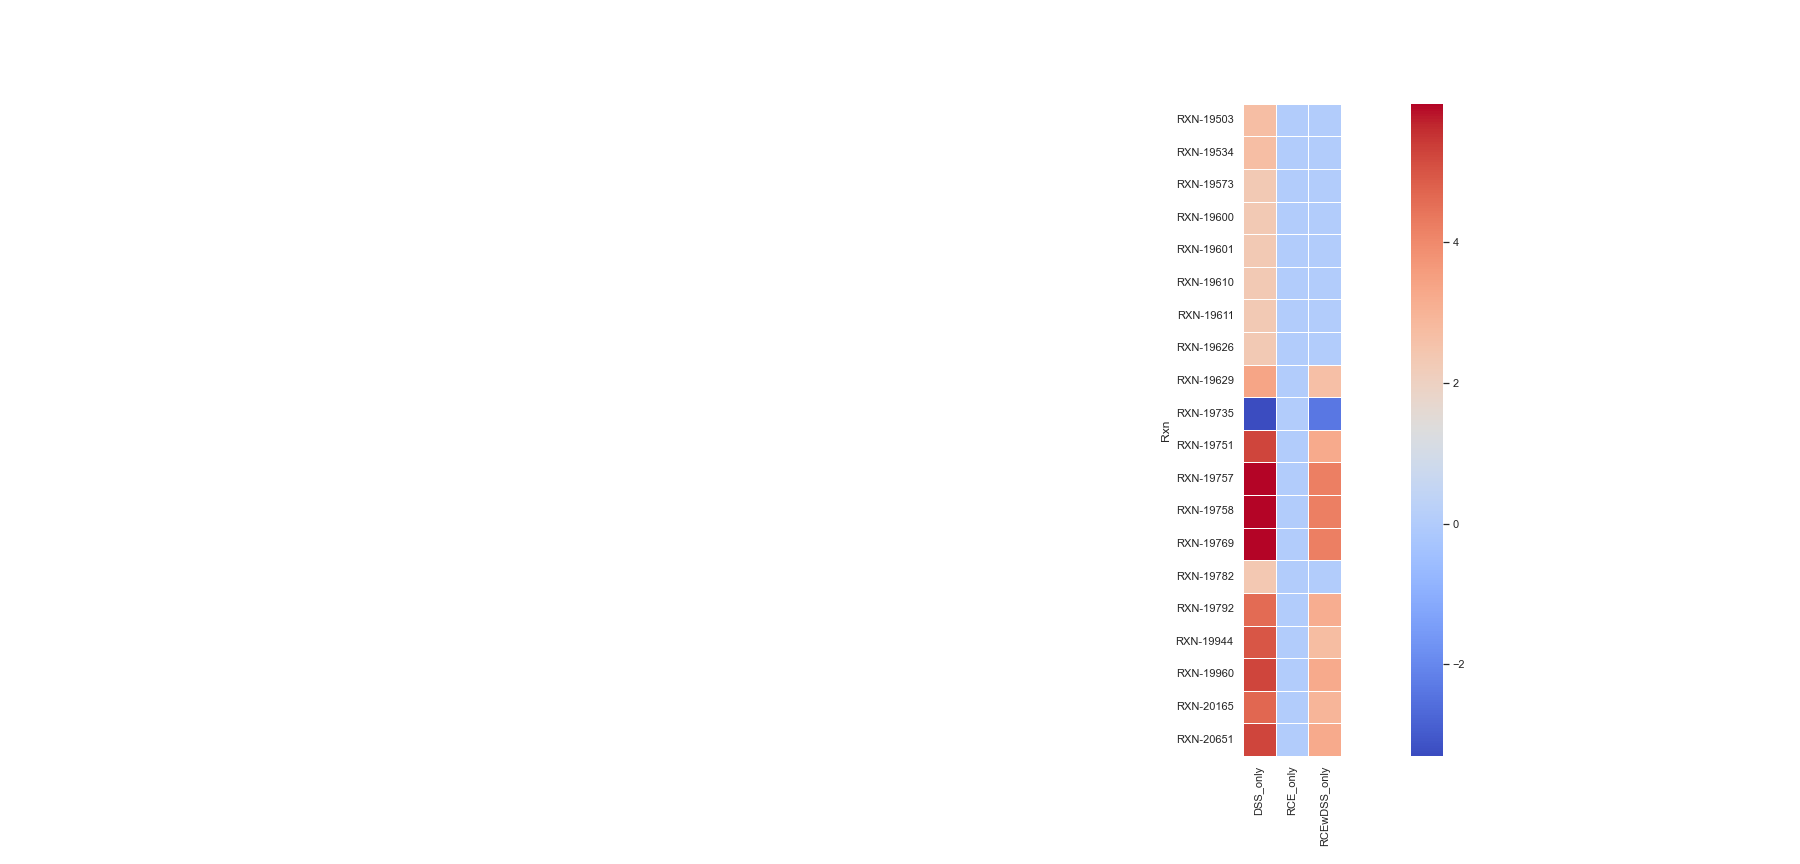 RXN-19503
RXN-19534
RXN-19573
RXN-19600
RXN-19601
RXN-19610
RXN-19611
RXN-19626
RXN-19629
RXN-19735
RXN-19751
RXN-19757
RXN-19758
RXN-19769
RXN-19782
RXN-19792
RXN-19944
RXN-19960
RXN-20165
RXN-20651
Rxn
DSS_only
RCE_only
RCEwDSS_only
4
2
0
−2